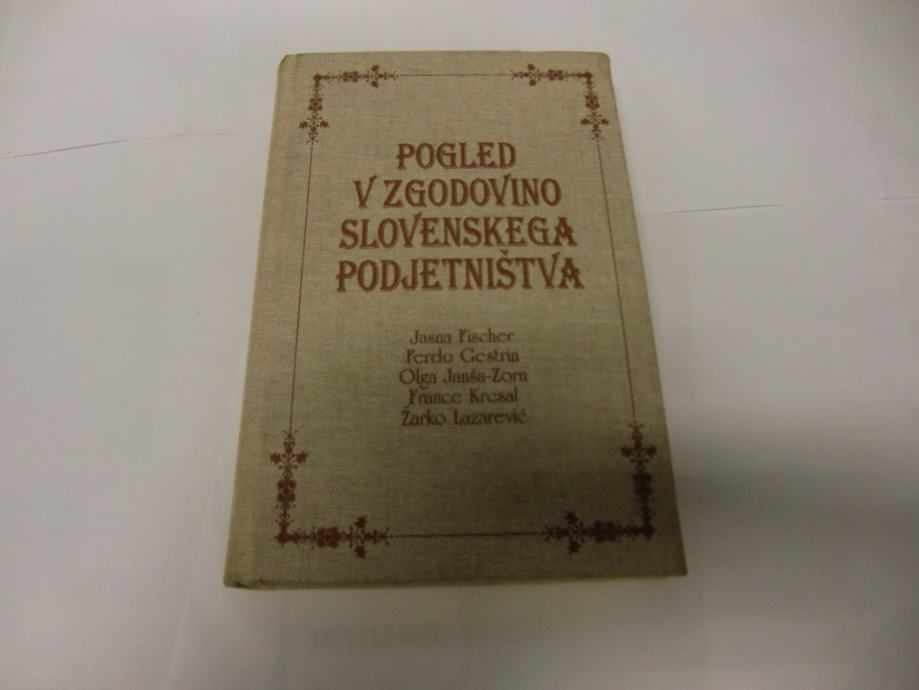 POGLED
V ZGODOVINO
SLOVENSKEGA
PODJETNIŠTVA
Jasna Fischer
Ferdo Gestrin
Olga Janša-Zorn
France Kresal
Žarko Lazarević